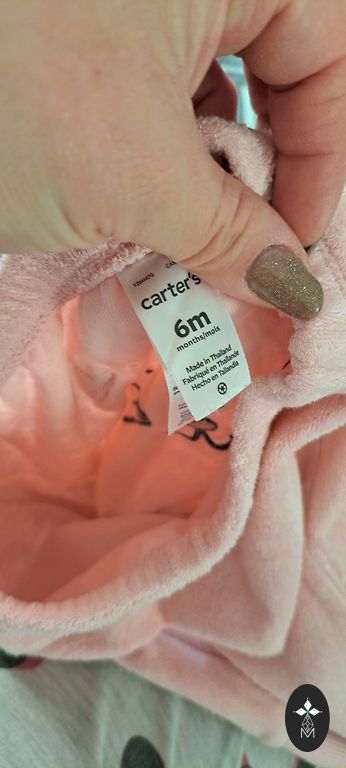 carter's
6m
months/mois
Made in Thailand
Fabriqué en Thaïlande
Hecho en Tailandia